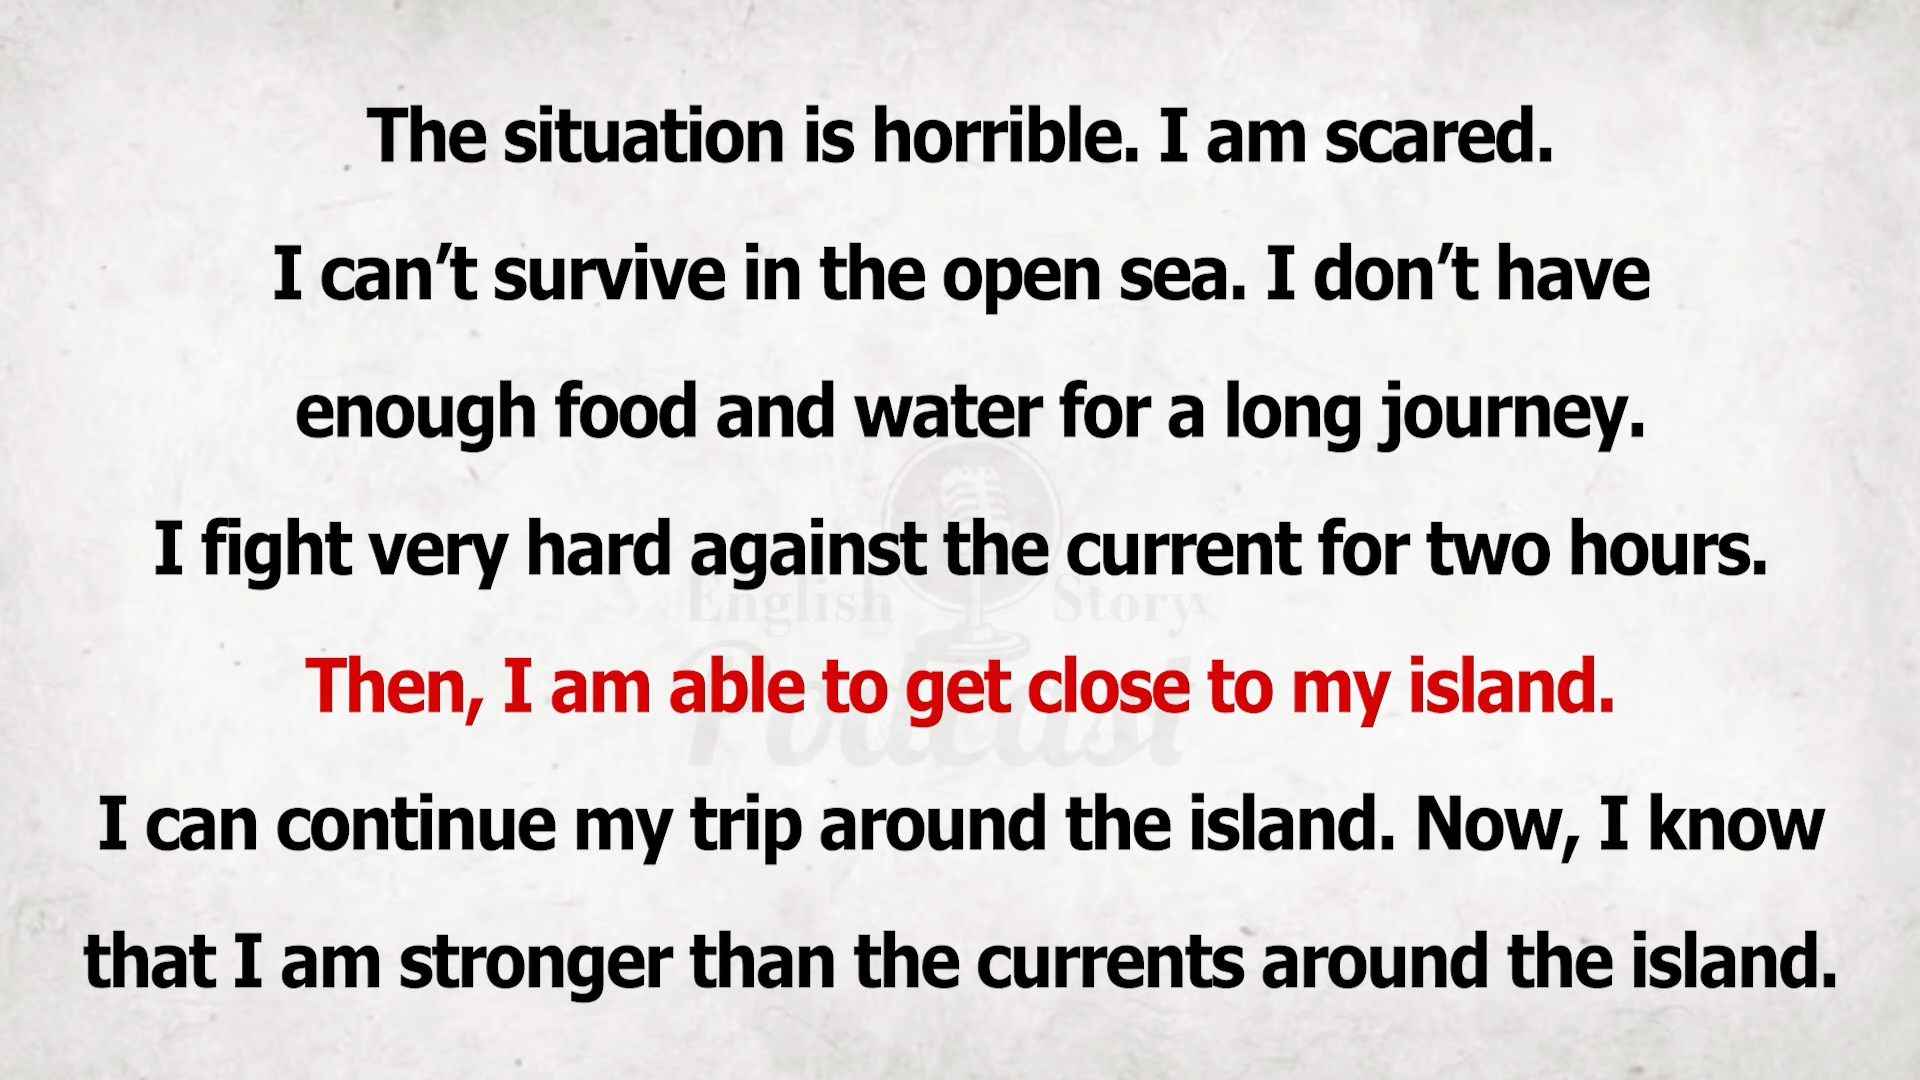 The situation is horrible. I am scared.
I can’t survive in the open sea. I don’t have
enough food and water for a long journey.
I fight very hard against the current for two hours.
English Story
Then, I am able to get close to my island.
Podcast
I can continue my trip around the island. Now, I know
that I am stronger than the currents around the island.